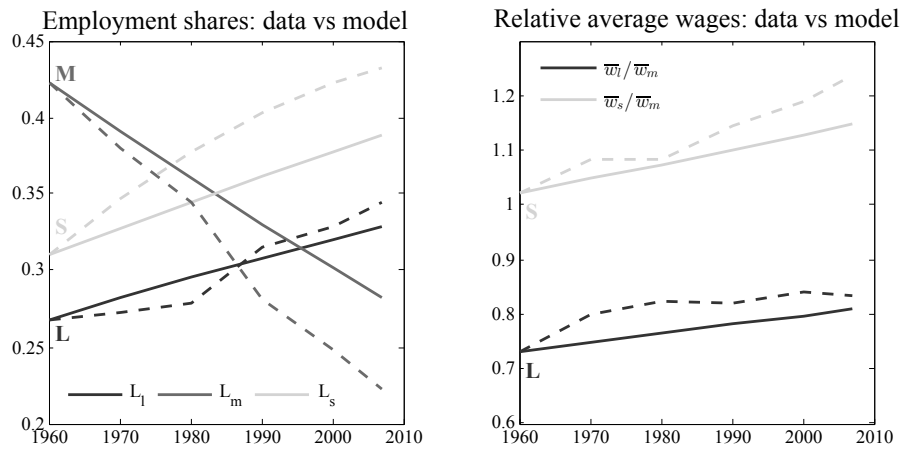 Employment shares: data vs model
0.45
0.4
0.35
0.3
0.25
0.2
1960 1970 1980 1990 2000 2010
M
S
L
L_l L_m L_s
Relative average wages: data vs model
1.2
1.1
1
0.9
0.8
0.7
0.6
1960 1970 1980 1990 2000 2010
w̅_l/w̅_m
w̅_s/w̅_m
S
L